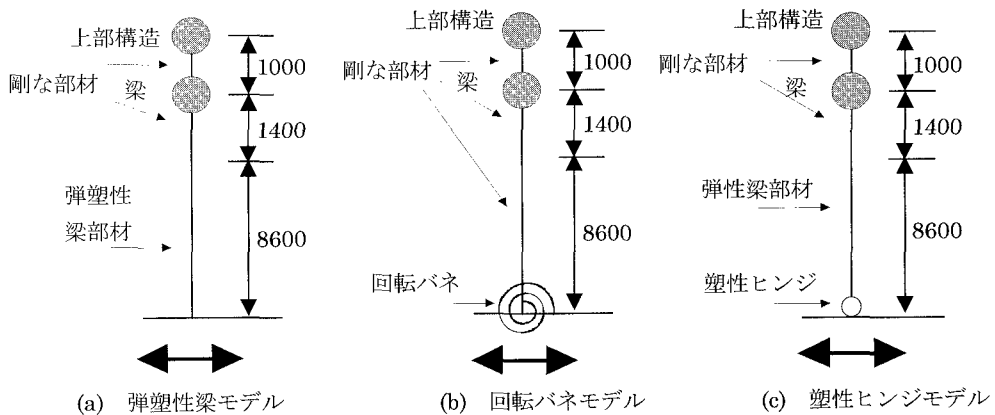 上部構造
剛な部材
梁
1000
1400
弾塑性
梁部材
8600
(a) 弾塑性梁モデル
上部構造
剛な部材
梁
1000
1400
8600
回転バネ
(b) 回転バネモデル
上部構造
剛な部材
梁
1000
1400
弾性梁部材
8600
塑性ヒンジ
(c) 塑性ヒンジモデル